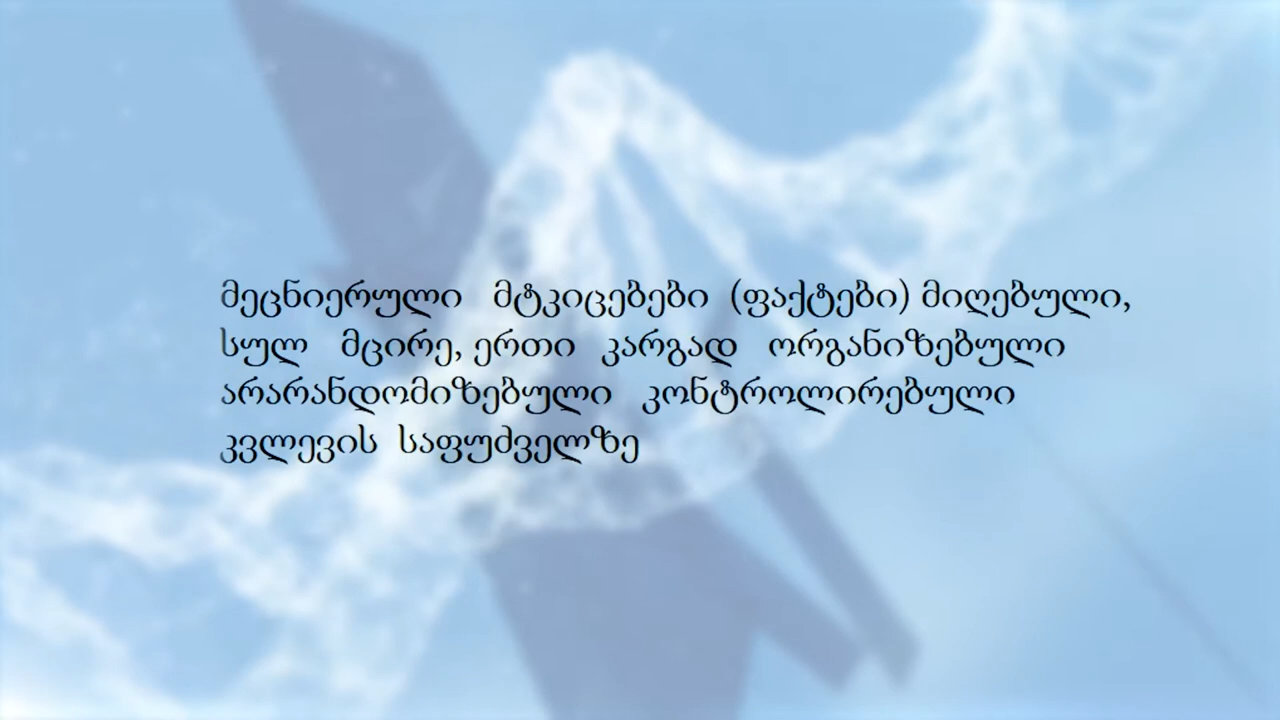 მეცნიერული მტკიცებები (ფაქტები) მიღებული,
სულ მცირე, ერთი კარგად ორგანიზებული
არარანდომიზებული კონტროლირებული
კვლევის საფუძველზე